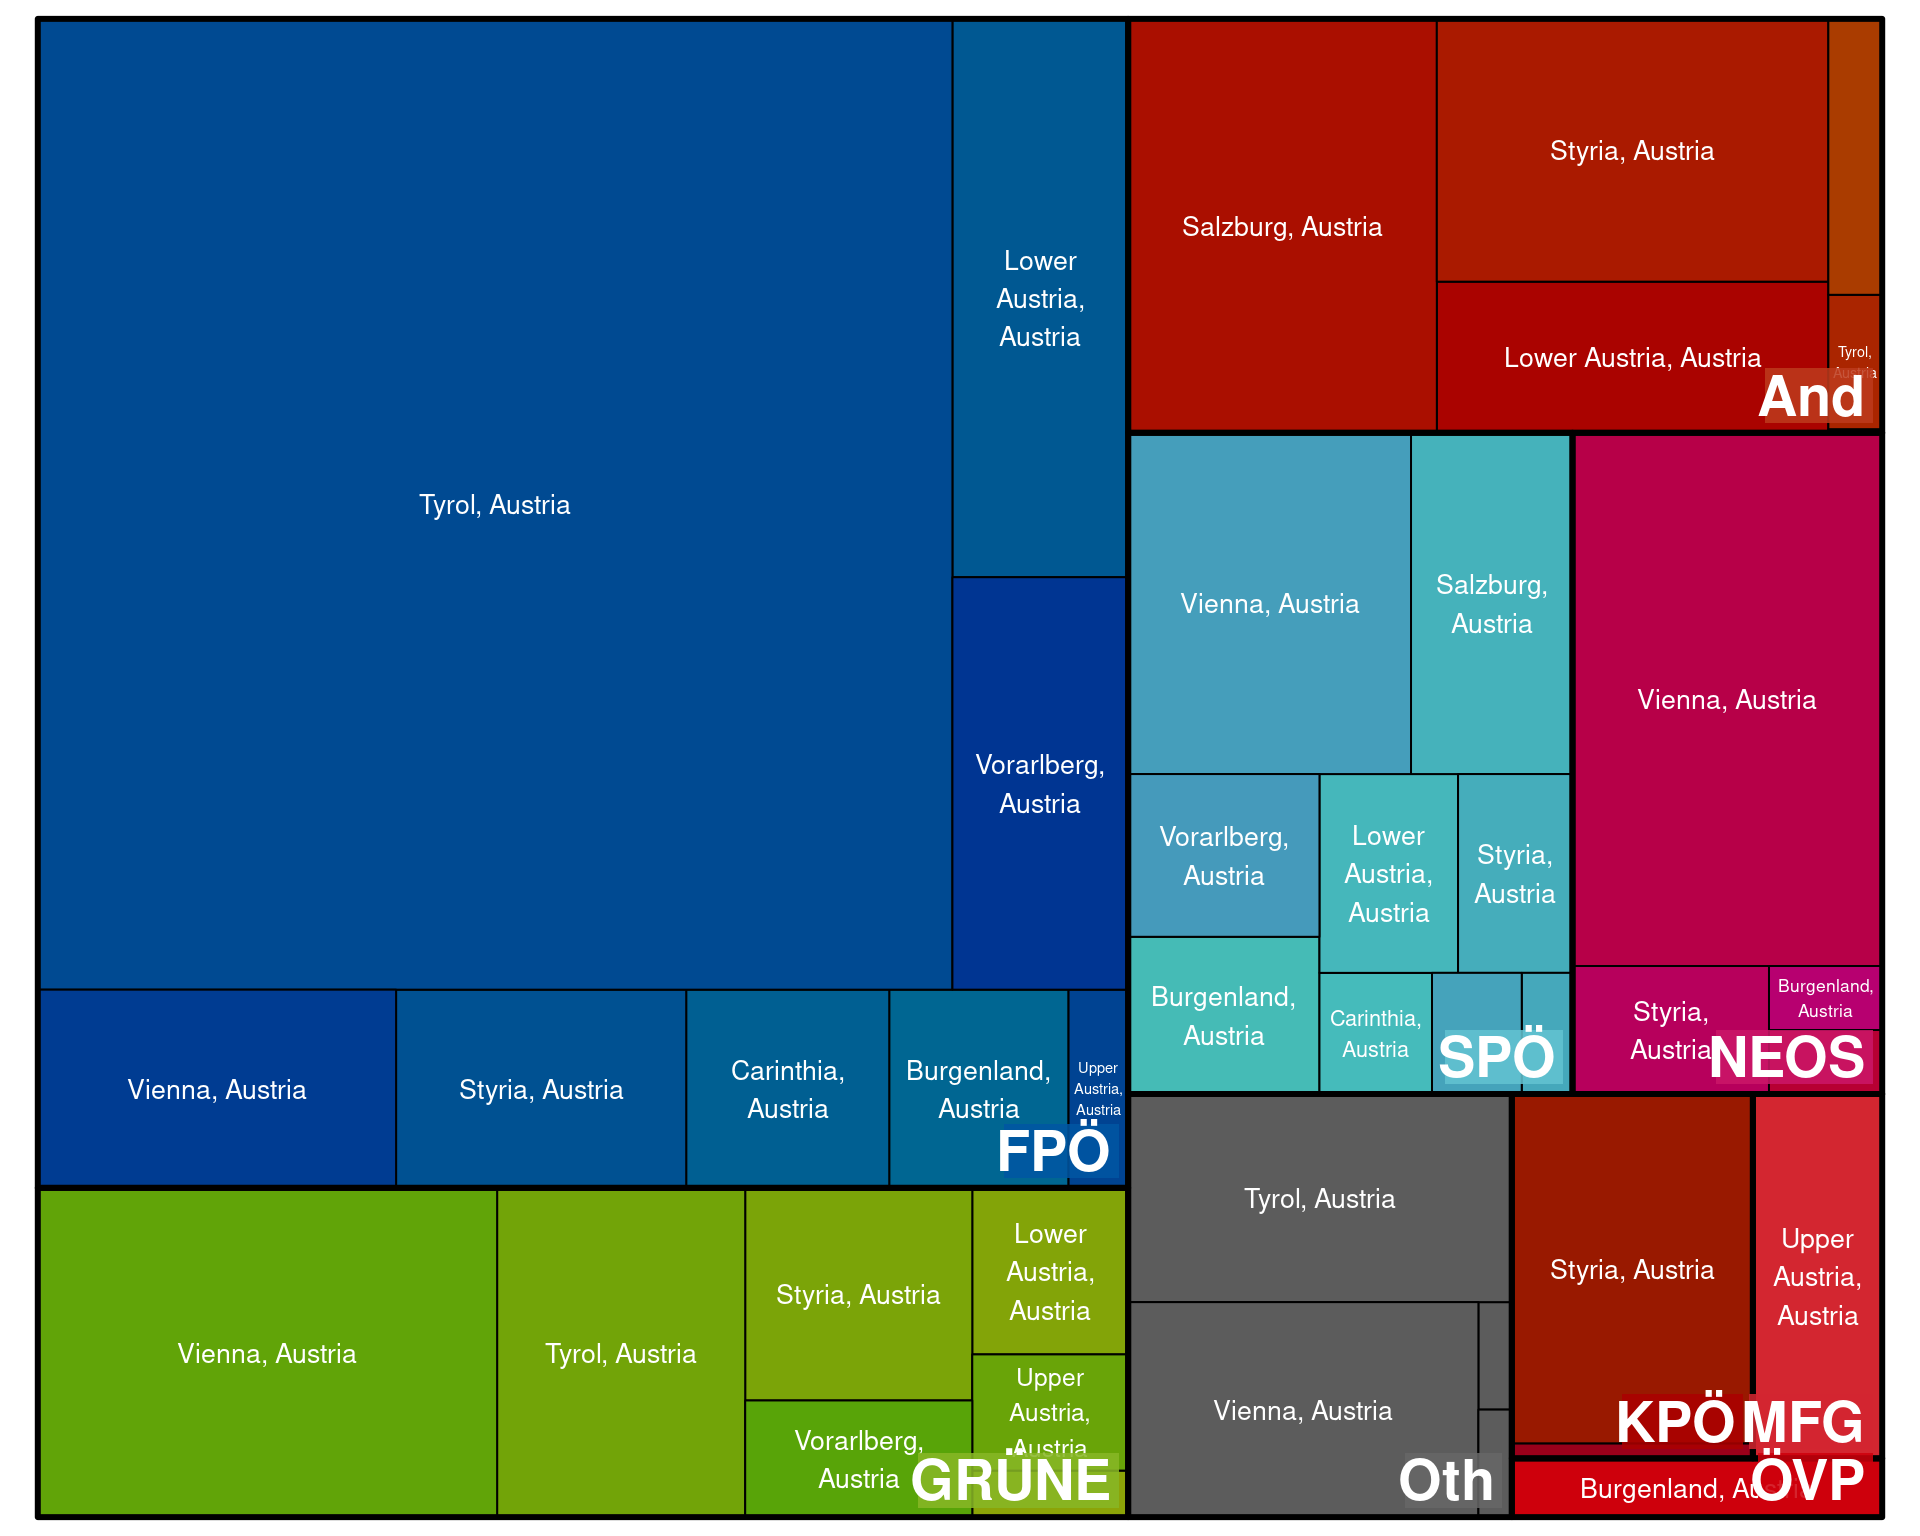 Tyrol, Austria
Lower
Austria,
Austria
Vorarlberg,
Austria
Vienna, Austria
Styria, Austria
Carinthia,
Austria
Burgenland,
Austria
Upper
Austria,
Austria
FPÖ
Vienna, Austria
Tyrol, Austria
Styria, Austria
Vorarlberg,
Austria
Lower
Austria,
Austria
Upper
Austria,
Austria
GRÜNE
Salzburg, Austria
Styria, Austria
Lower Austria, Austria
Tyrol,
Austria
And
Vienna, Austria
Salzburg,
Austria
Vorarlberg,
Austria
Lower
Austria,
Austria
Styria,
Austria
Burgenland,
Austria
Carinthia,
Austria
SPÖ
Vienna, Austria
Styria,
Austria
Burgenland,
Austria
NEOS
Tyrol, Austria
Vienna, Austria
Oth
Styria, Austria
KPÖ
Upper
Austria,
Austria
MFG
Burgenland, Austria
ÖVP